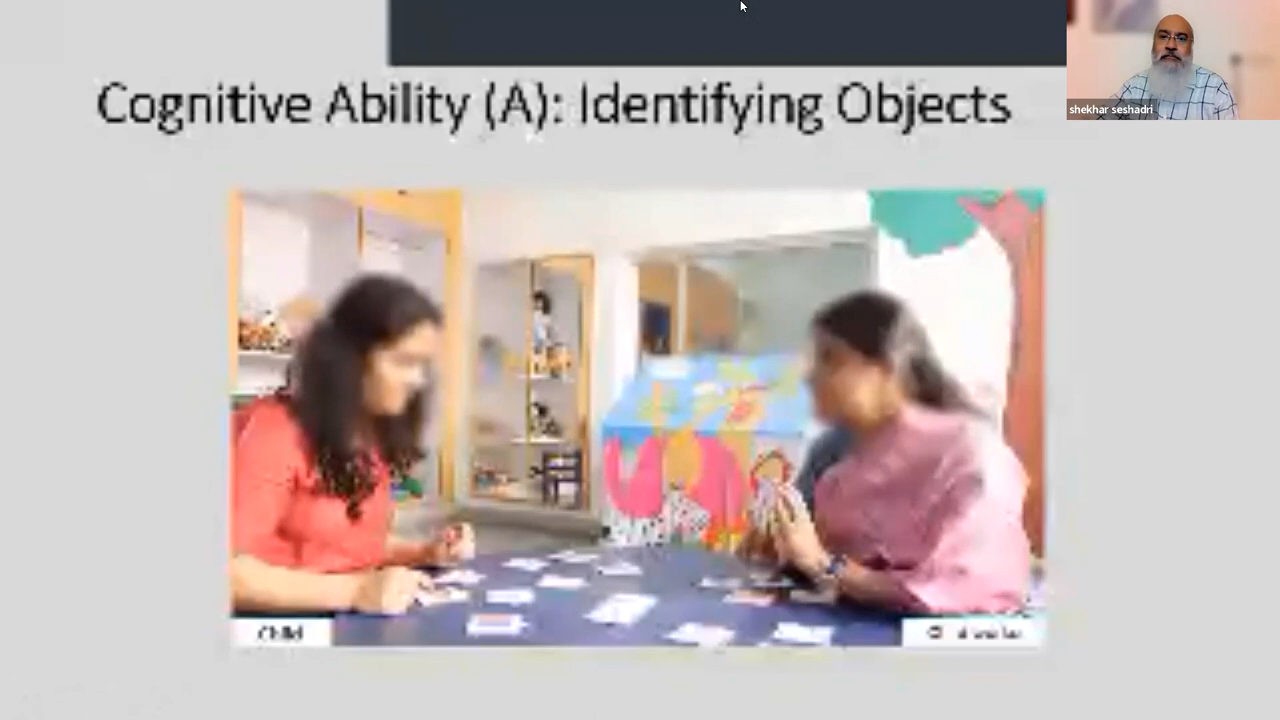 Cognitive Ability (A): Identifying Objects
shekhar seshadri
Child